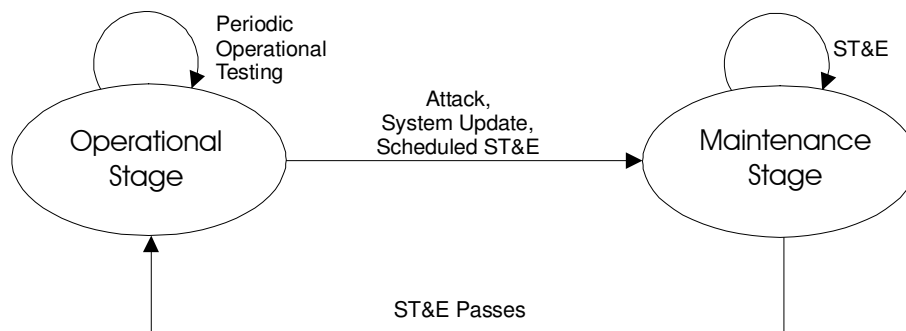 Periodic
Operational
Testing
ST&E
Attack,
System Update,
Scheduled ST&E
Operational
Stage
Maintenance
Stage
ST&E Passes